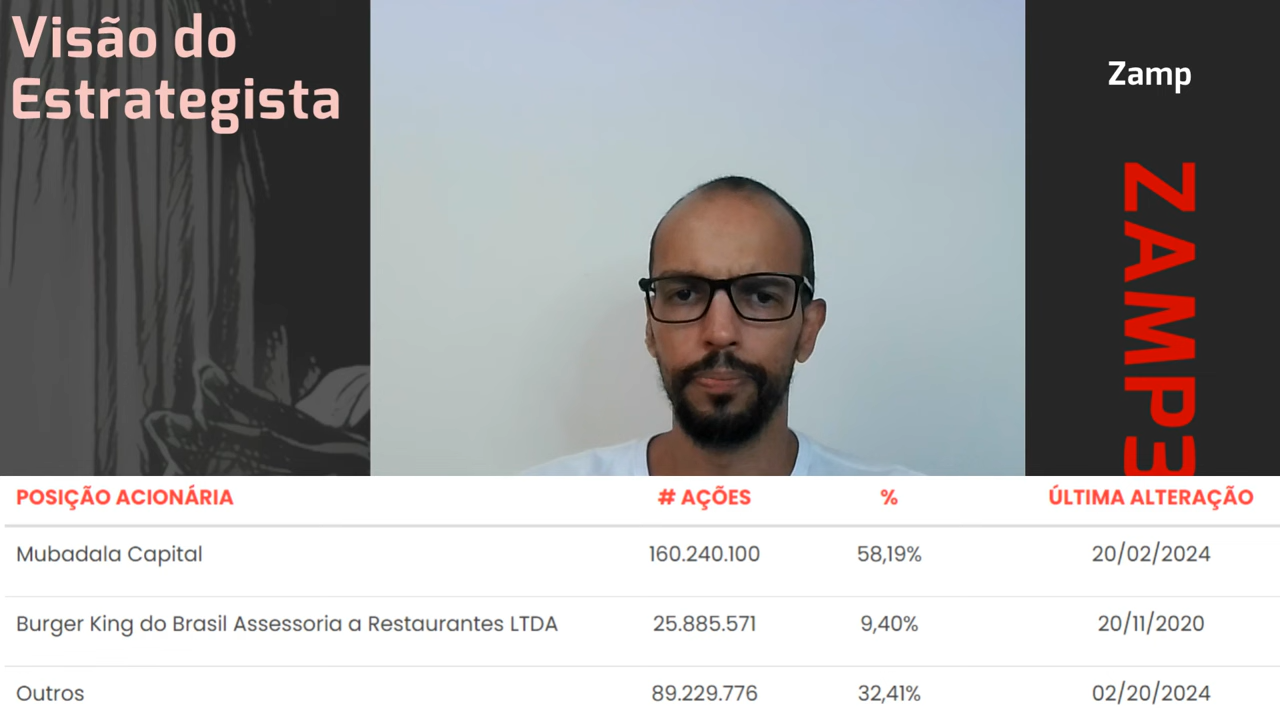 Visão do
Estrategista
Zamp
ZAMP3
POSIÇÃO ACIONÁRIA # AÇÕES % ÚLTIMA ALTERAÇÃO
Mubadala Capital 160.240.100 58,19% 20/02/2024
Burger King do Brasil Assessoria a Restaurantes LTDA 25.885.571 9,40% 20/11/2020
Outros 89.229.776 32,41% 02/20/2024